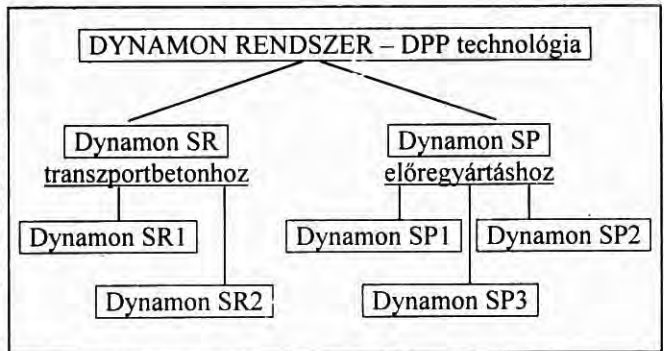 DYNAMON RENDSZER – DPP technológia
Dynamon SR
transzportbetonhoz
Dynamon SP
előregyártáshoz
Dynamon SR1
Dynamon SP1
Dynamon SP2
Dynamon SR2
Dynamon SP3